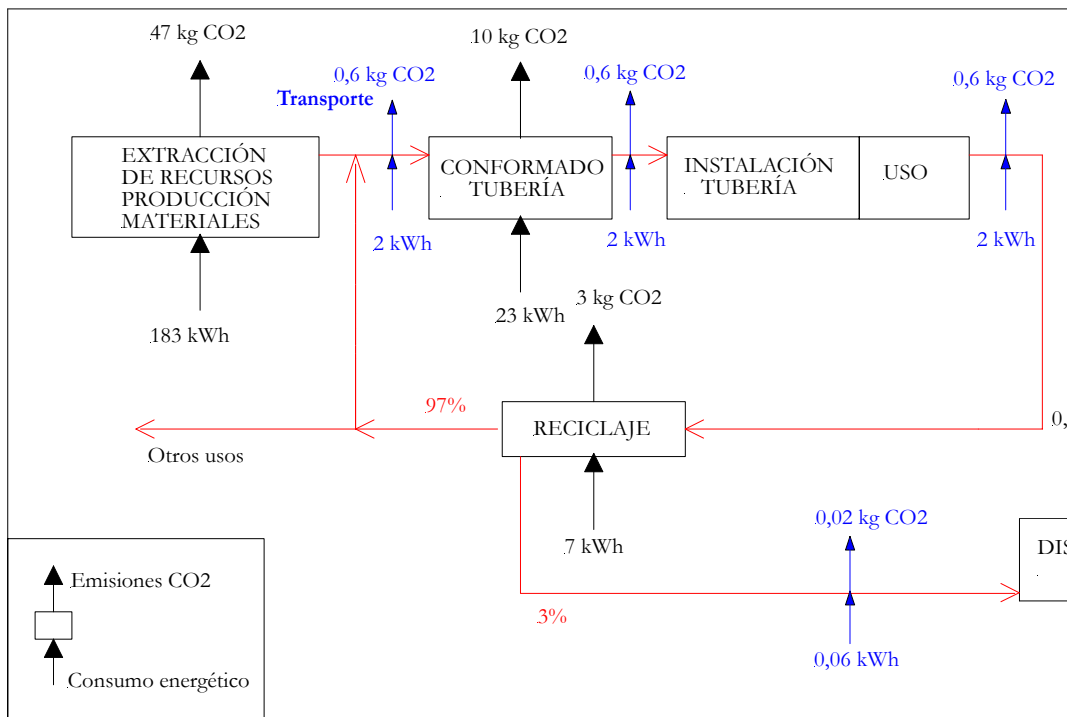 47 kg CO2
10 kg CO2
0,6 kg CO2
0,6 kg CO2
0,6 kg CO2
Transporte
EXTRACCIÓN
DE RECURSOS
PRODUCCIÓN
MATERIALES
CONFORMADO
TUBERÍA
INSTALACIÓN
TUBERÍA
USO
2 kWh
2 kWh
2 kWh
183 kWh
23 kWh
3 kg CO2
97%
RECICLAJE
0,
Otros usos
7 kWh
0,02 kg CO2
DIS
3%
0,06 kWh
Emisiones CO2
Consumo energético